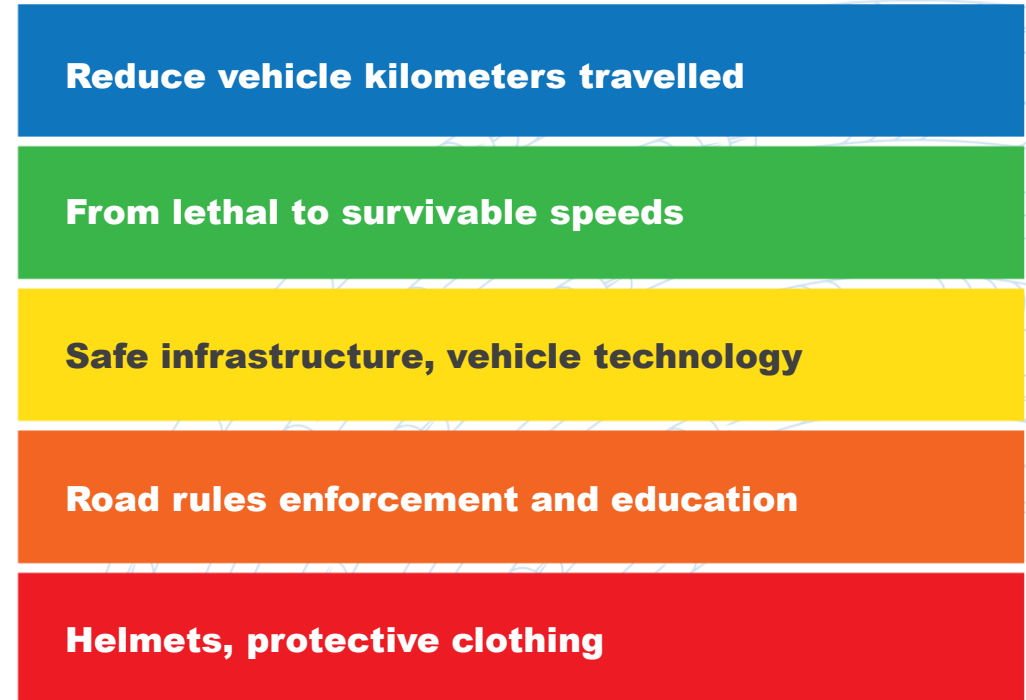 Reduce vehicle kilometers travelled
From lethal to survivable speeds
Safe infrastructure, vehicle technology
Road rules enforcement and education
Helmets, protective clothing